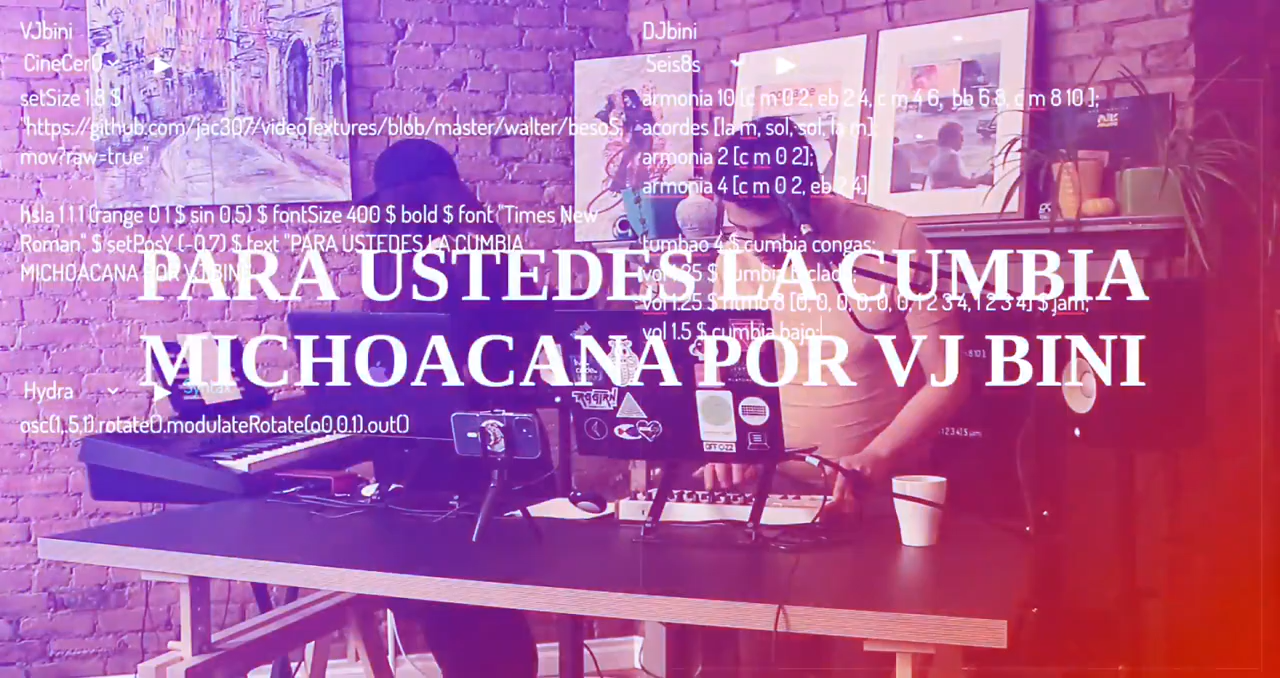 VJbini
CineCer0
setSize 1.8 $
"https://github.com/jac307/videoTextures/blob/master/walter/beso5.
mov?raw=true"
hsla 1 1 1 (range 0 1 $ sin 0.5) $ fontSize 400 $ bold $ font "Times New
Roman" $ setPosY (-0.7) $ text "PARA USTEDES LA CUMBIA
MICHOACANA POR VJ BINI"
Hydra
osc(1,.5,1).rotate().modulateRotate(o0,0.1).out()
DJbini
Seis8s
armonia 10 [c m 0 2, eb 2 4, c m 4 6, bb 6 8, c m 8 10 ];
acordes [la m, sol, sol, la m];
armonia 2 [c m 0 2];
armonia 4 [c m 0 2, eb 2 4]
tumbao 4 $ cumbia congas;
vol $ cumbia teclado;
vol 1.25 $ ritmo 8 [0, 0, 0, 0, 0, 0, 1 2 3 4, 1 2 3 4] $ jam;
vol 1.5 $ cumbia bajo;
PARA USTEDES LA CUMBIA
MICHOACANA POR VJ BINI